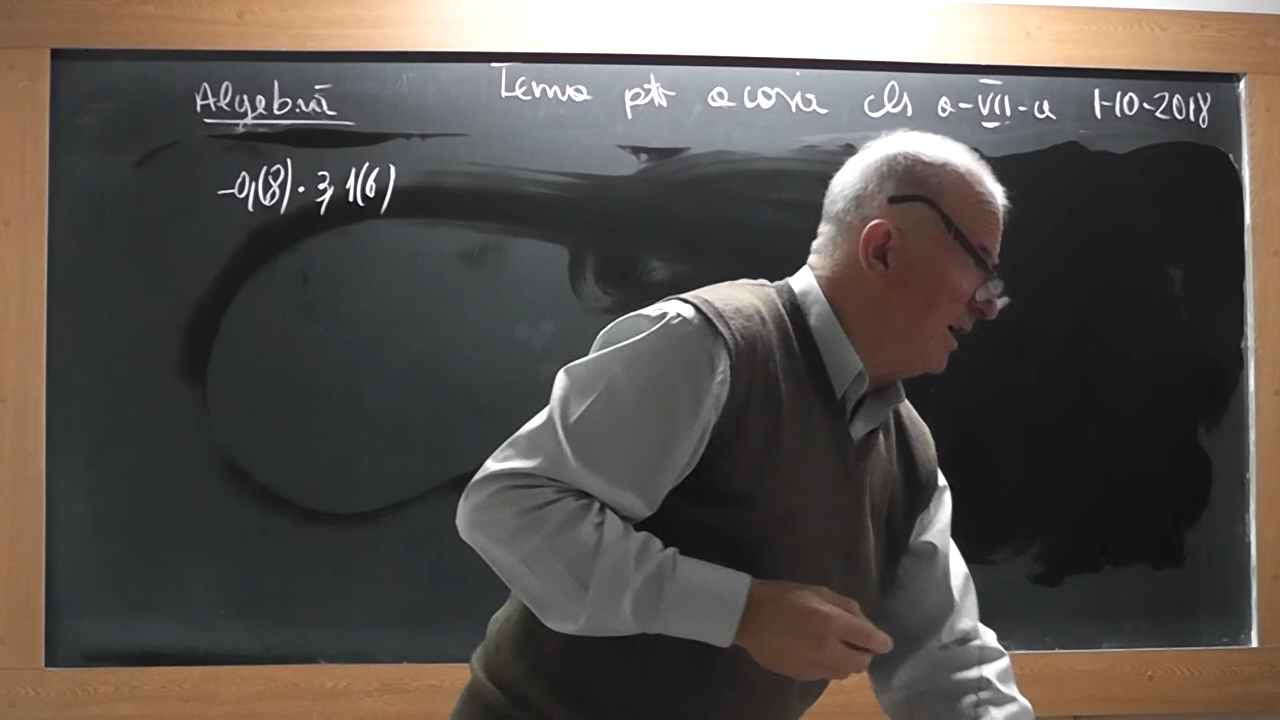 Algebră
Tema ptr acasă cls a-VII-a 1-10-2018
-0,(8) · 3,1(6)